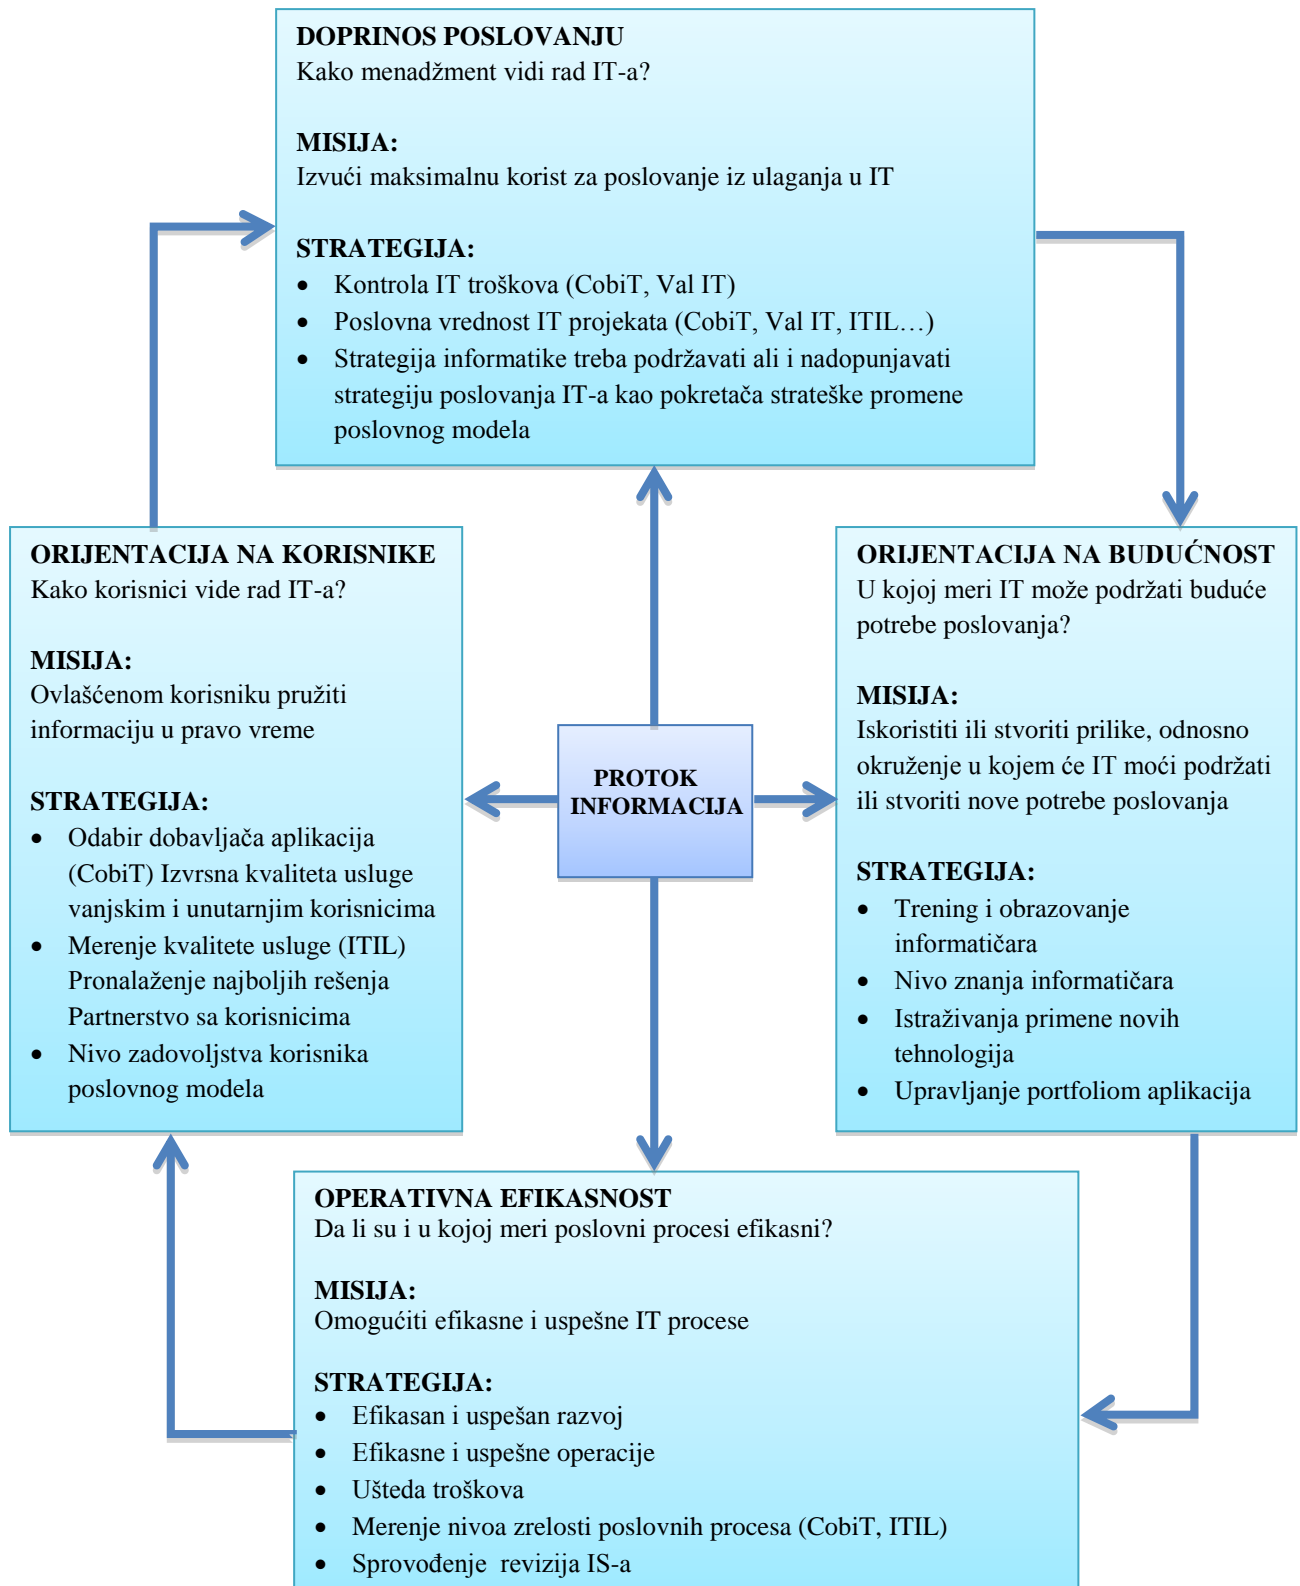 DOPRINOS POSLOVANJU
Kako menadžment vidi rad IT-a?
MISIJA:
Izvući maksimalnu korist za poslovanje iz ulaganja u IT
STRATEGIJA:
• Kontrola IT troškova (CobiT, Val IT)
• Poslovna vrednost IT projekata (CobiT, Val IT, ITIL…)
• Strategija informatike treba podržavati ali i nadopunjavati
strategiju poslovanja IT-a kao pokretača strateške promene
poslovnog modela
ORIJENTACIJA NA KORISNIKE
Kako korisnici vide rad IT-a?
MISIJA:
Ovlašćenom korisniku pružiti
informaciju u pravo vreme
STRATEGIJA:
• Odabir dobavljača aplikacija
(CobiT) Izvrsna kvaliteta usluge
vanjskim i unutarnjim korisnicima
• Merenje kvalitete usluge (ITIL)
Pronalaženje najboljih rešenja
Partnerstvo sa korisnicima
• Nivo zadovoljstva korisnika
poslovnog modela
PROTOK
INFORMACIJA
ORIJENTACIJA NA BUDUĆNOST
U kojoj meri IT može podržati buduće
potrebe poslovanja?
MISIJA:
Iskoristiti ili stvoriti prilike, odnosno
okruženje u kojem će IT moći podržati
ili stvoriti nove potrebe poslovanja
STRATEGIJA:
• Trening i obrazovanje
informatičara
• Nivo znanja informatičara
• Istraživanja primene novih
tehnologija
• Upravljanje portfoliom aplikacija
OPERATIVNA EFIKASNOST
Da li su i u kojoj meri poslovni procesi efikasni?
MISIJA:
Omogućiti efikasne i uspešne IT procese
STRATEGIJA:
• Efikasan i uspešan razvoj
• Efikasne i uspešne operacije
• Ušteda troškova
• Merenje nivoa zrelosti poslovnih procesa (CobiT, ITIL)
• Sprovođenje revizija IS-a